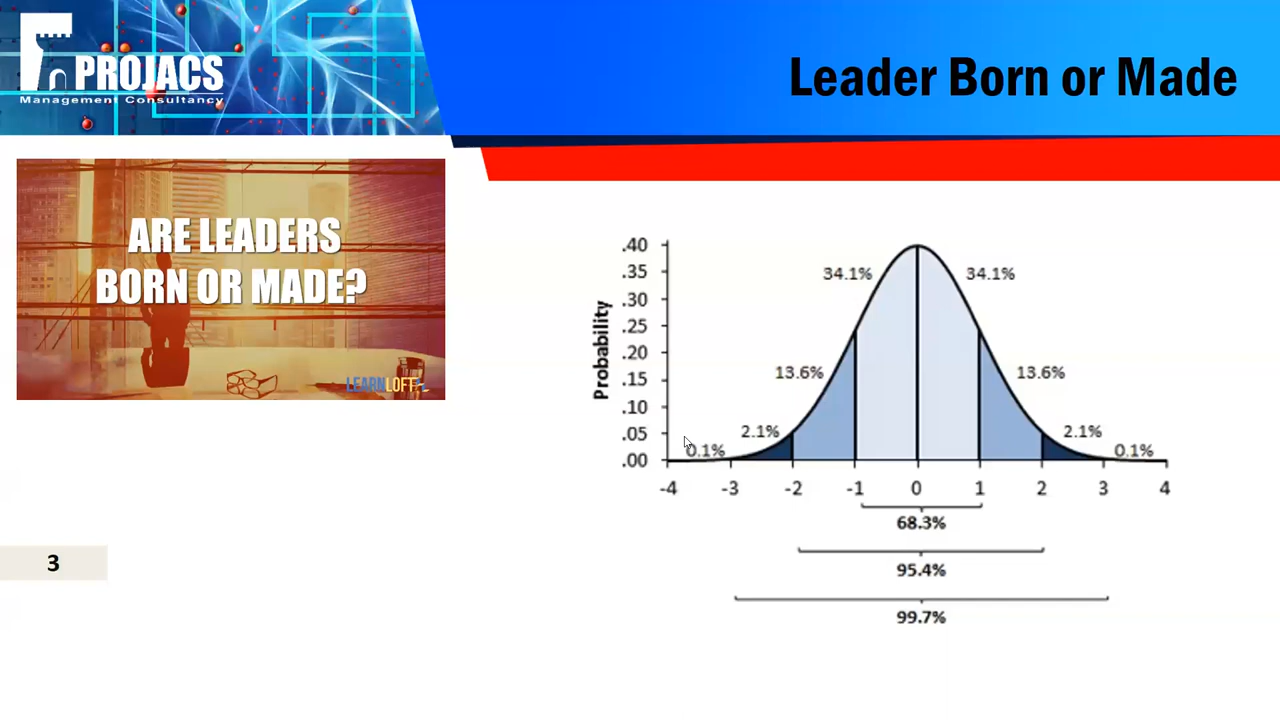 PROJACS
Management Consultancy
Leader Born or Made
ARE LEADERS
BORN OR MADE?
LEARNLOFT
Probability
.40
.35
.30
.25
.20
.15
.10
.05
.00
34.1% 34.1%
13.6% 13.6%
2.1% 2.1%
0.1% 0.1%
-4 -3 -2 -1 0 1 2 3 4
68.3%
95.4%
99.7%
3